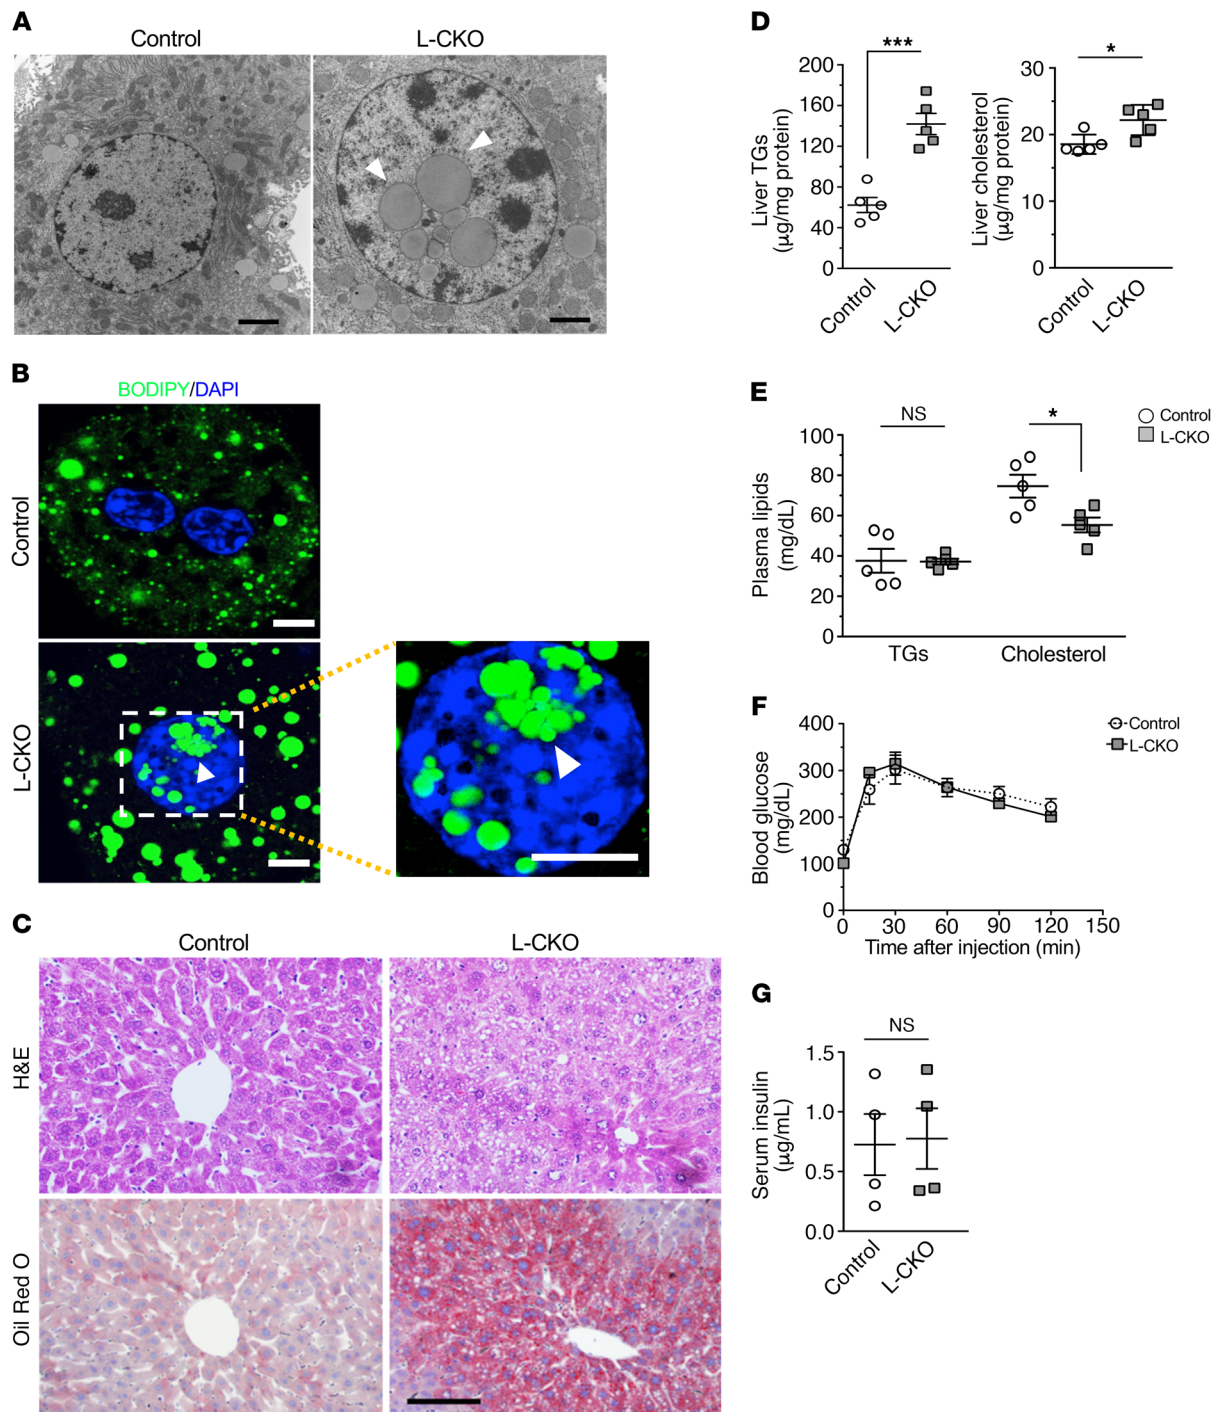 A
Control
L-CKO
B
BODIPY/DAPI
Control
L-CKO
C
Control
L-CKO
H&E
Oil Red O
D
Liver TGs
(µg/mg protein)
200
160
120
80
40
0
***
Control
L-CKO
Liver cholesterol
(µg/mg protein)
30
20
10
0
*
Control
L-CKO
E
Plasma lipids
(mg/dL)
100
80
60
40
20
0
NS
*
TGs
Cholesterol
Control
L-CKO
F
Blood glucose
(mg/dL)
400
300
200
100
0
0 30 60 90 120 150
Time after injection (min)
Control
L-CKO
G
Serum insulin
(µg/mL)
1.5
1.0
0.5
0.0
NS
Control
L-CKO